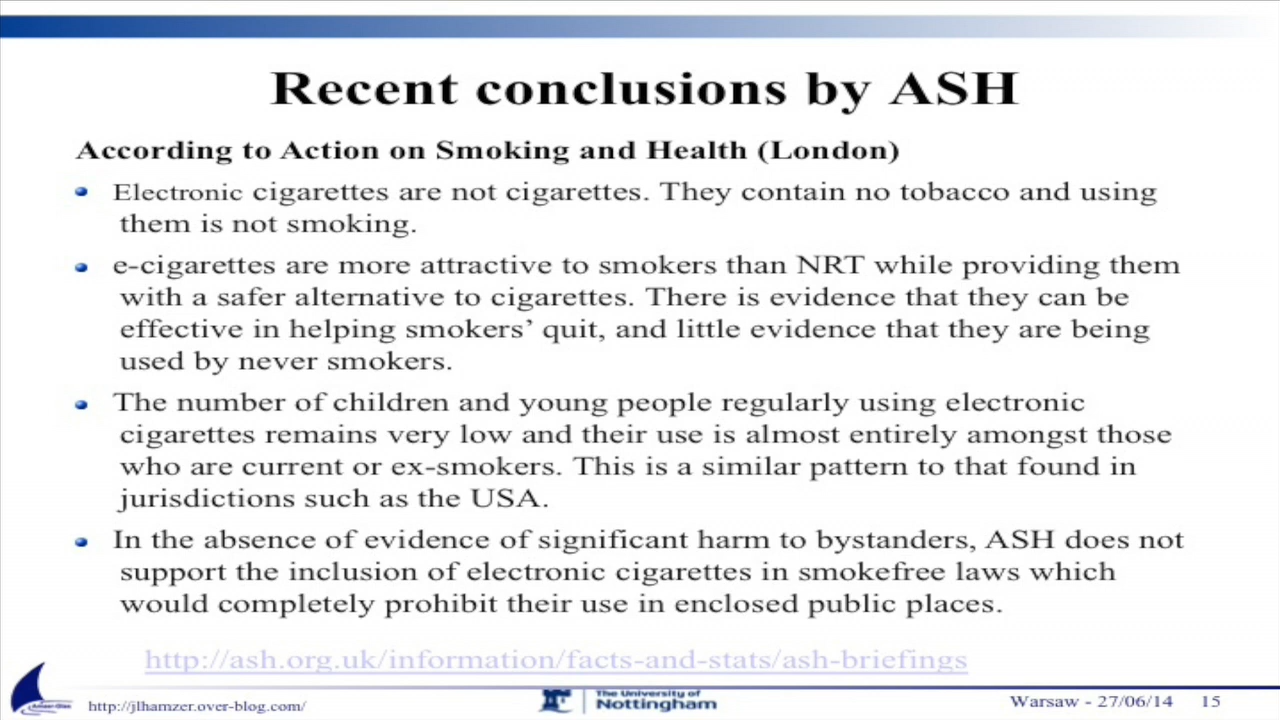 Recent conclusions by ASH
According to Action on Smoking and Health (London)
Electronic cigarettes are not cigarettes. They contain no tobacco and using
them is not smoking.
e-cigarettes are more attractive to smokers than NRT while providing them
with a safer alternative to cigarettes. There is evidence that they can be
effective in helping smokers’ quit, and little evidence that they are being
used by never smokers.
The number of children and young people regularly using electronic
cigarettes remains very low and their use is almost entirely amongst those
who are current or ex-smokers. This is a similar pattern to that found in
jurisdictions such as the USA.
In the absence of evidence of significant harm to bystanders, ASH does not
support the inclusion of electronic cigarettes in smokefree laws which
would completely prohibit their use in enclosed public places.
http://ash.org.uk/information/facts-and-stats/ash-briefings
http://jlhamzer.over-blog.com/
The University of
Nottingham
Warsaw - 27/06/14 15